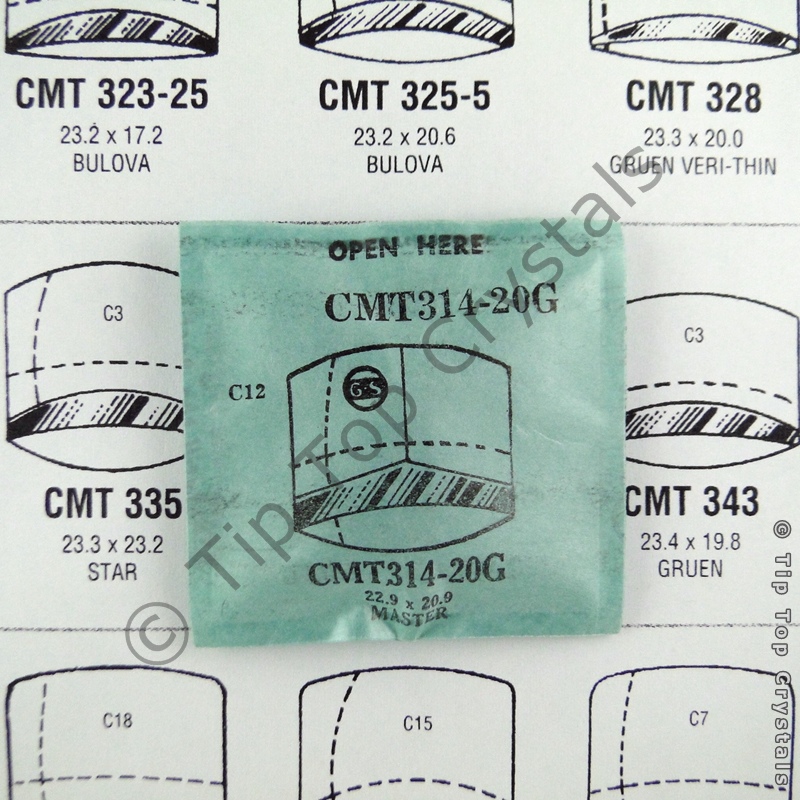 CMT 323-25
23.2 x 17.2
BULOVA
CMT 325-5
23.2 x 20.6
BULOVA
CMT 328
23.3 x 20.0
GRUEN VERI-THIN
C3
CMT 335
23.3 x 23.2
STAR
OPEN HERE
CMT314-20G
C12
G-S
CMT314-20G
22.9 x 20.9
MASTER
C3
CMT 343
23.4 x 19.8
GRUEN
C18
C15
C7
© Tip Top Crystals
© Tip Top Crystals